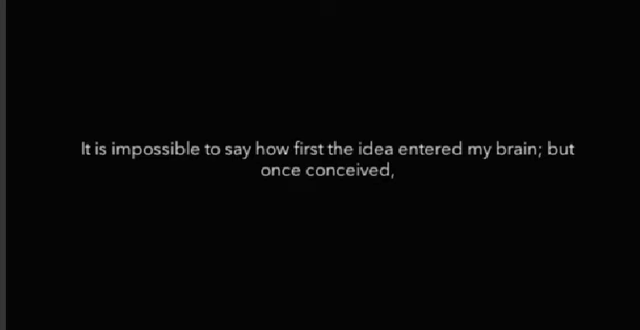 It is impossible to say how first the idea entered my brain; but
once conceived,